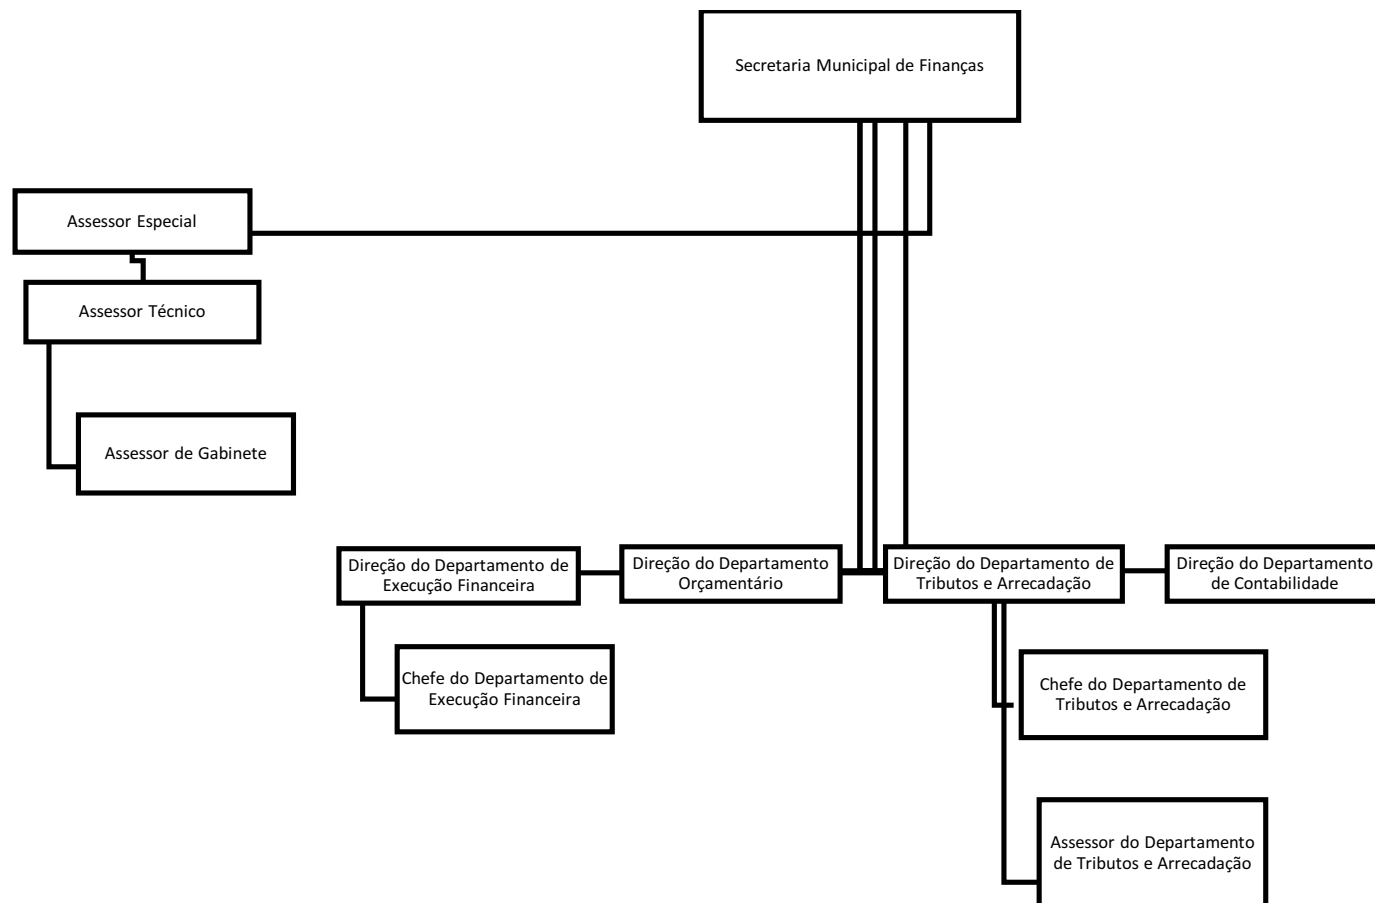 Secretaria Municipal de Finanças
Assessor Especial
Assessor Técnico
Assessor de Gabinete
Direção do Departamento de
Execução Financeira
Direção do Departamento
Orçamentário
Direção do Departamento de
Tributos e Arrecadação
Direção do Departamento
de Contabilidade
Chefe do Departamento de
Execução Financeira
Chefe do Departamento de
Tributos e Arrecadação
Assessor do Departamento
de Tributos e Arrecadação